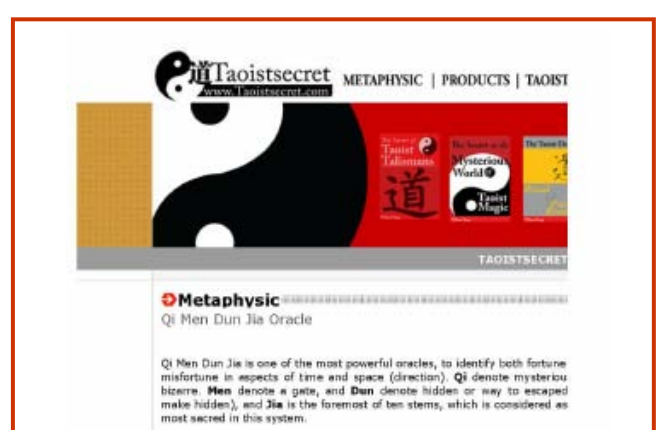 道Taoistsecret
www.Taoistsecret.com
METAPHYSIC | PRODUCTS | TAOIST
The Secret of
Taoist
Talismans
道
Mysterious
World
Taoist
Magic
TAOISTSECRET
Metaphysic
Qi Men Dun Jia Oracle
Qi Men Dun Jia is one of the most powerful oracles, to identify both fortune
misfortune in aspects of time and space (direction). Qi denote mysteriou
bizarre. Men denote a gate, and Dun denote hidden or way to escaped
make hidden), and Jia is the foremost of ten stems, which is considered as
most sacred in this system.